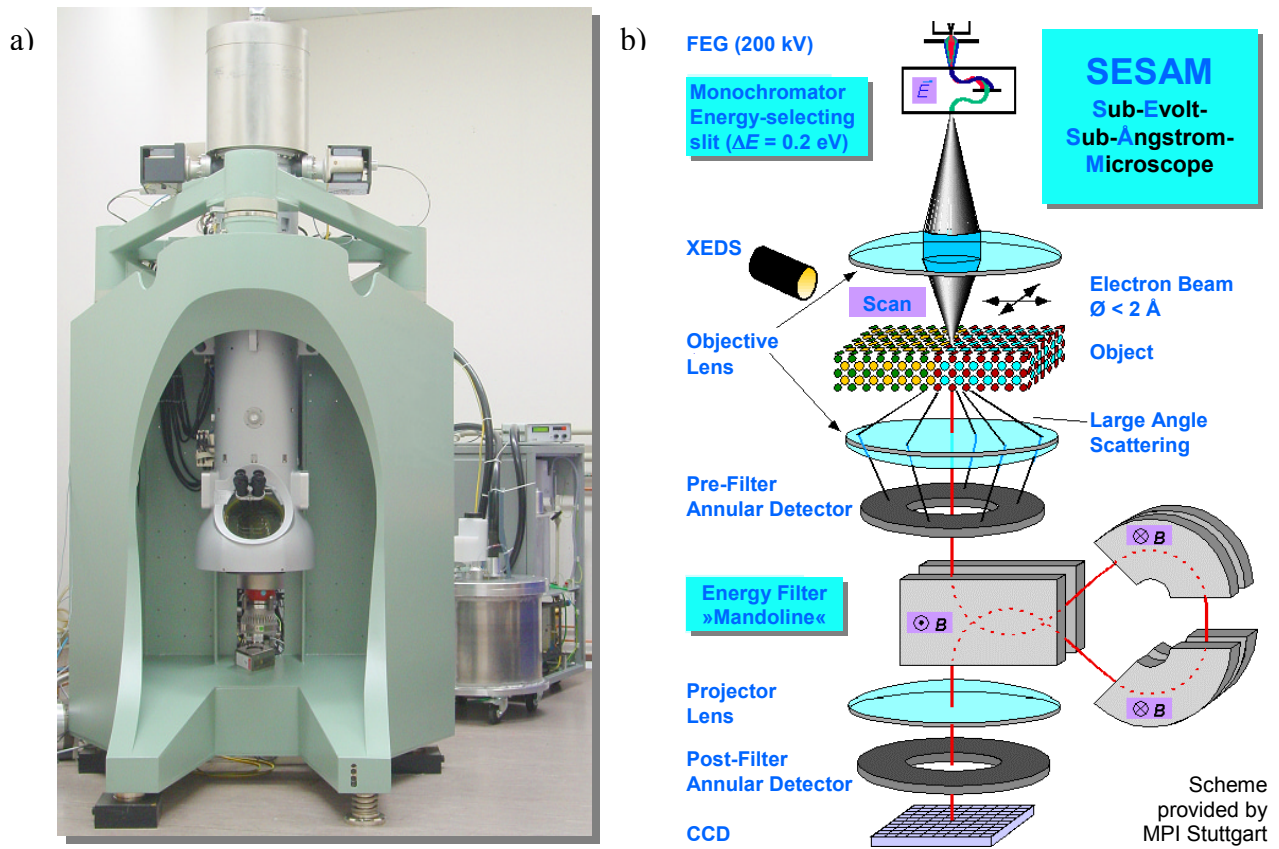 a)
b)
FEG (200 kV)
Monochromator
Energy-selecting
slit (ΔE = 0.2 eV)
E
SESAM
Sub-Evolt-
Sub-Ångstrom-
Microscope
XEDS
Scan
Electron Beam
Ø < 2 Å
Objective
Lens
Object
Large Angle
Scattering
Pre-Filter
Annular Detector
⊗ B
Energy Filter
»Mandoline«
⊙ B
⊗ B
Projector
Lens
Post-Filter
Annular Detector
CCD
Scheme
provided by
MPI Stuttgart